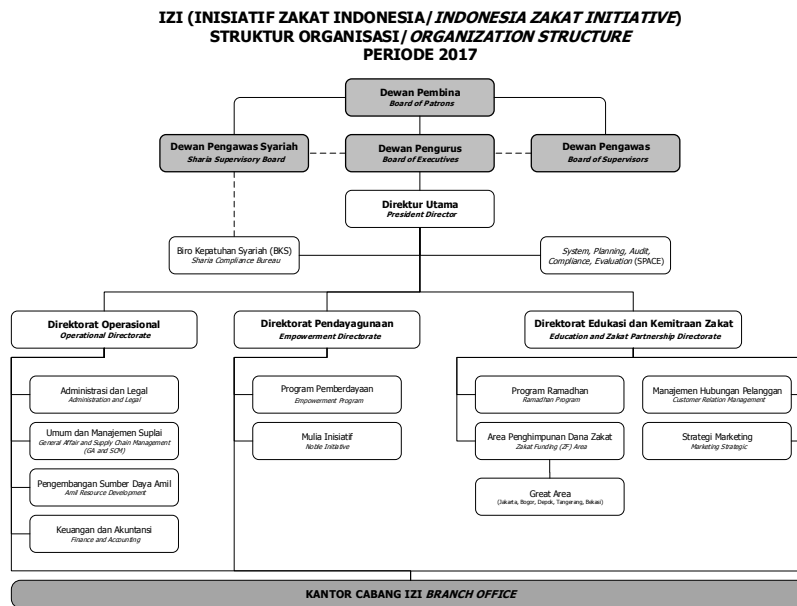 IZI (INISIATIF ZAKAT INDONESIA/INDONESIA ZAKAT INITIATIVE)
STRUKTUR ORGANISASI/ORGANIZATION STRUCTURE
PERIODE 2017
Dewan Pembina
Board of Patrons
Dewan Pengawas Syariah
Sharia Supervisory Board
Dewan Pengurus
Board of Executives
Dewan Pengawas
Board of Supervisors
Direktur Utama
President Director
Biro Kepatuhan Syariah (BKS)
Sharia Compliance Bureau
System, Planning, Audit,
Compliance, Evaluation (SPACE)
Direktorat Operasional
Operational Directorate
Direktorat Pendayagunaan
Empowerment Directorate
Direktorat Edukasi dan Kemitraan Zakat
Education and Zakat Partnership Directorate
Administrasi dan Legal
Administration and Legal
Umum dan Manajemen Suplai
General Affair and Supply Chain Management
(GA and SCM)
Pengembangan Sumber Daya Amil
Amil Resource Development
Keuangan dan Akuntansi
Finance and Accounting
Program Pemberdayaan
Empowerment Program
Mulia Inisiatif
Noble Initiative
Program Ramadhan
Ramadhan Program
Area Penghimpunan Dana Zakat
Zakat Funding (ZF) Area
Great Area
(Jakarta, Bogor, Depok, Tangerang, Bekasi)
Manajemen Hubungan Pelanggan
Customer Relation Management
Strategi Marketing
Marketing Strategic
KANTOR CABANG IZI BRANCH OFFICE